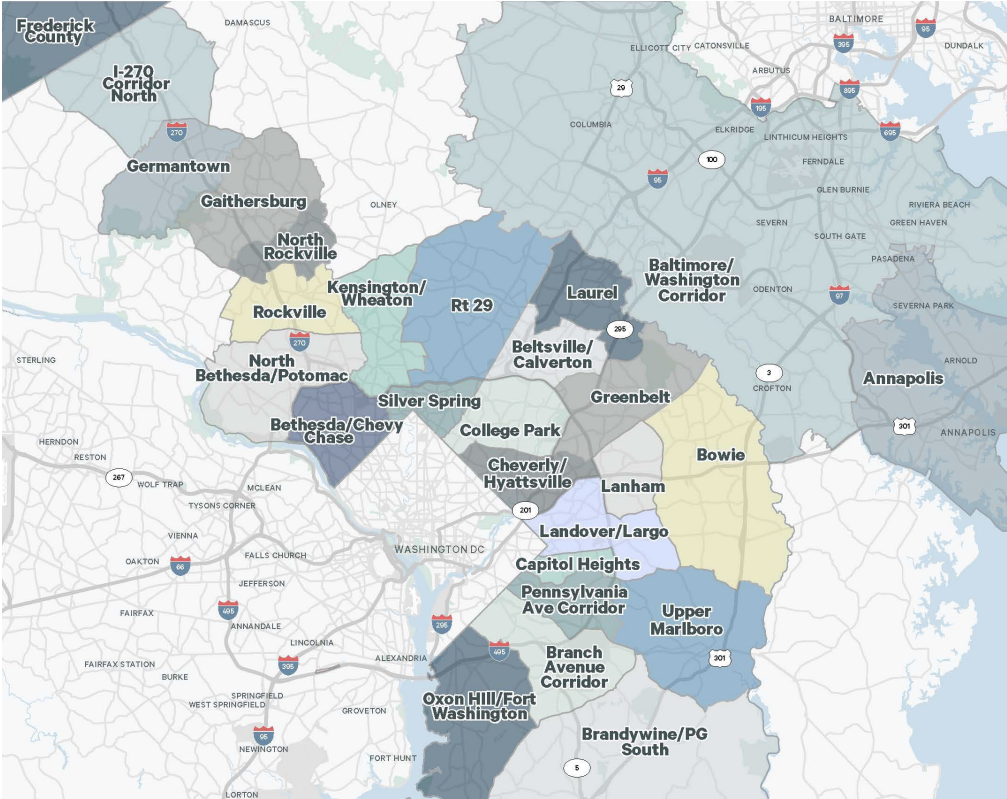 Frederick
County
DAMASCUS
BALTIMORE
95
395
DUNDALK
ELLICOTT CITY
CATONSVILLE
I-270
Corridor
North
ARBUTUS
29
895
195
COLUMBIA
ELKRIDGE
LINTHICUM HEIGHTS
695
270
Germantown
100
FERNDALE
95
GLEN BURNIE
Gaithersburg
OLNEY
RIVIERA BEACH
SEVERN
GREEN HAVEN
SOUTH GATE
North
Rockville
PASADENA
Baltimore/
Washington
Corridor
Kensington/
Wheaton
Laurel
ODENTON
97
Rockville
Rt 29
SEVERNA PARK
295
270
Beltsville/
Calverton
STERLING
North
Bethesda/Potomac
3
CROFTON
ARNOLD
Annapolis
Silver Spring
Greenbelt
Bethesda/Chevy
Chase
College Park
301
ANNAPOLIS
HERNDON
RESTON
Bowie
Cheverly/
Hyattsville
267
WOLF TRAP
MCLEAN
Lanham
TYSONS CORNER
201
VIENNA
Landover/Largo
WASHINGTON DC
FALLS CHURCH
OAKTON
66
Capitol Heights
JEFFERSON
Pennsylvania
Ave Corridor
495
FAIRFAX
ANNANDALE
295
Upper
Marlboro
LINCOLNIA
495
Branch
Avenue
Corridor
ALEXANDRIA
395
301
FAIRFAX STATION
BURKE
SPRINGFIELD
WEST SPRINGFIELD
GROVETON
Oxon HIll/Fort
Washington
95
NEWINGTON
Brandywine/PG
South
FORT HUNT
5
LORTON